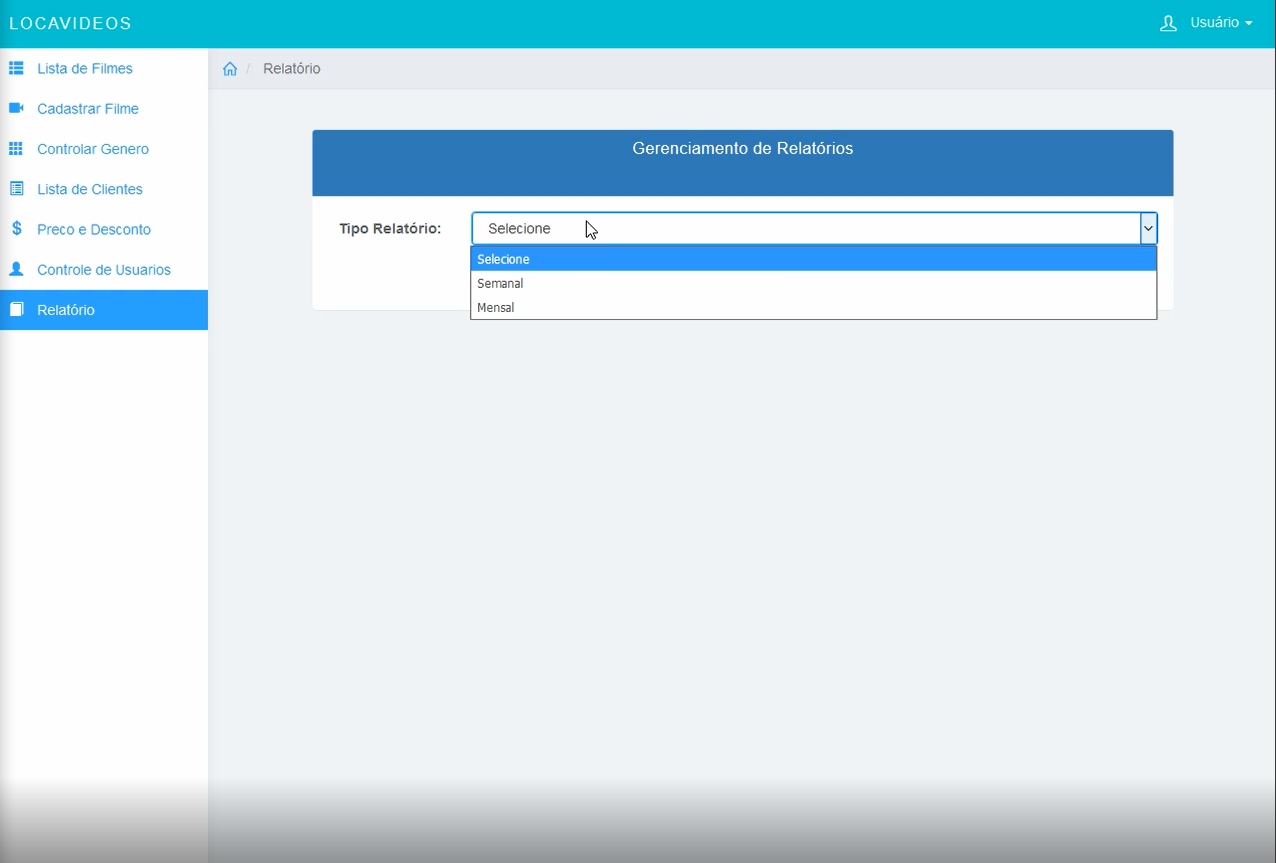 LOCAVIDEOS
Usuário
Lista de Filmes
Cadastrar Filme
Controlar Genero
Lista de Clientes
Preco e Desconto
Controle de Usuarios
Relatório
/ Relatório
Gerenciamento de Relatórios
Tipo Relatório:
Selecione
Selecione
Semanal
Mensal